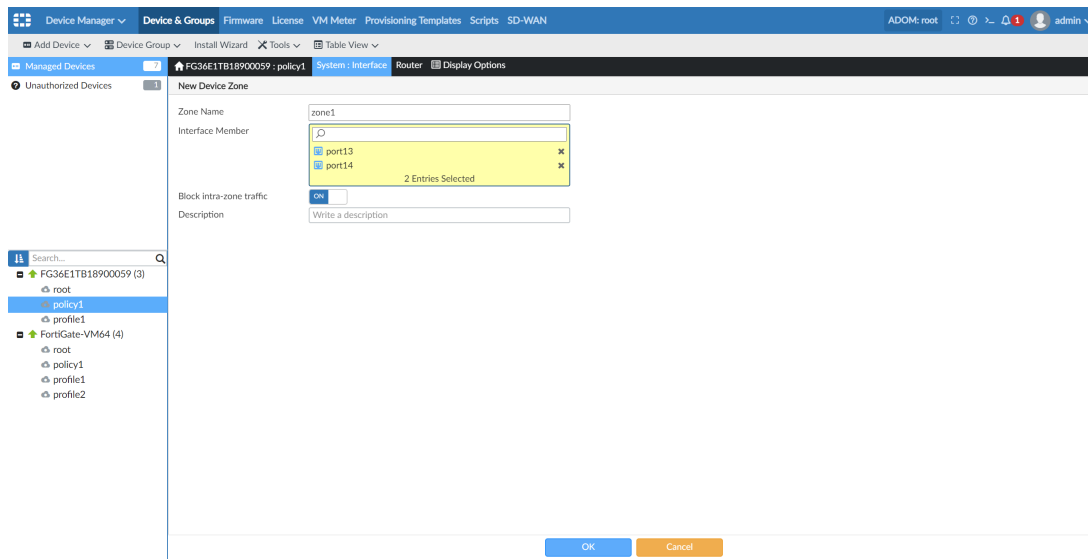 Device Manager Device & Groups Firmware License VM Meter Provisioning Templates Scripts SD-WAN ADOM: root 1 admin
Add Device Device Group Install Wizard Tools Table View
Managed Devices 7
Unauthorized Devices 1
FG36E1TB18900059 : policy1 System : Interface Router Display Options
New Device Zone
Zone Name zone1
Interface Member
port13
port14
2 Entries Selected
Block intra-zone traffic ON
Description Write a description
Search...
FG36E1TB18900059 (3)
root
policy1
profile1
FortiGate-VM64 (4)
root
policy1
profile1
profile2
OK Cancel